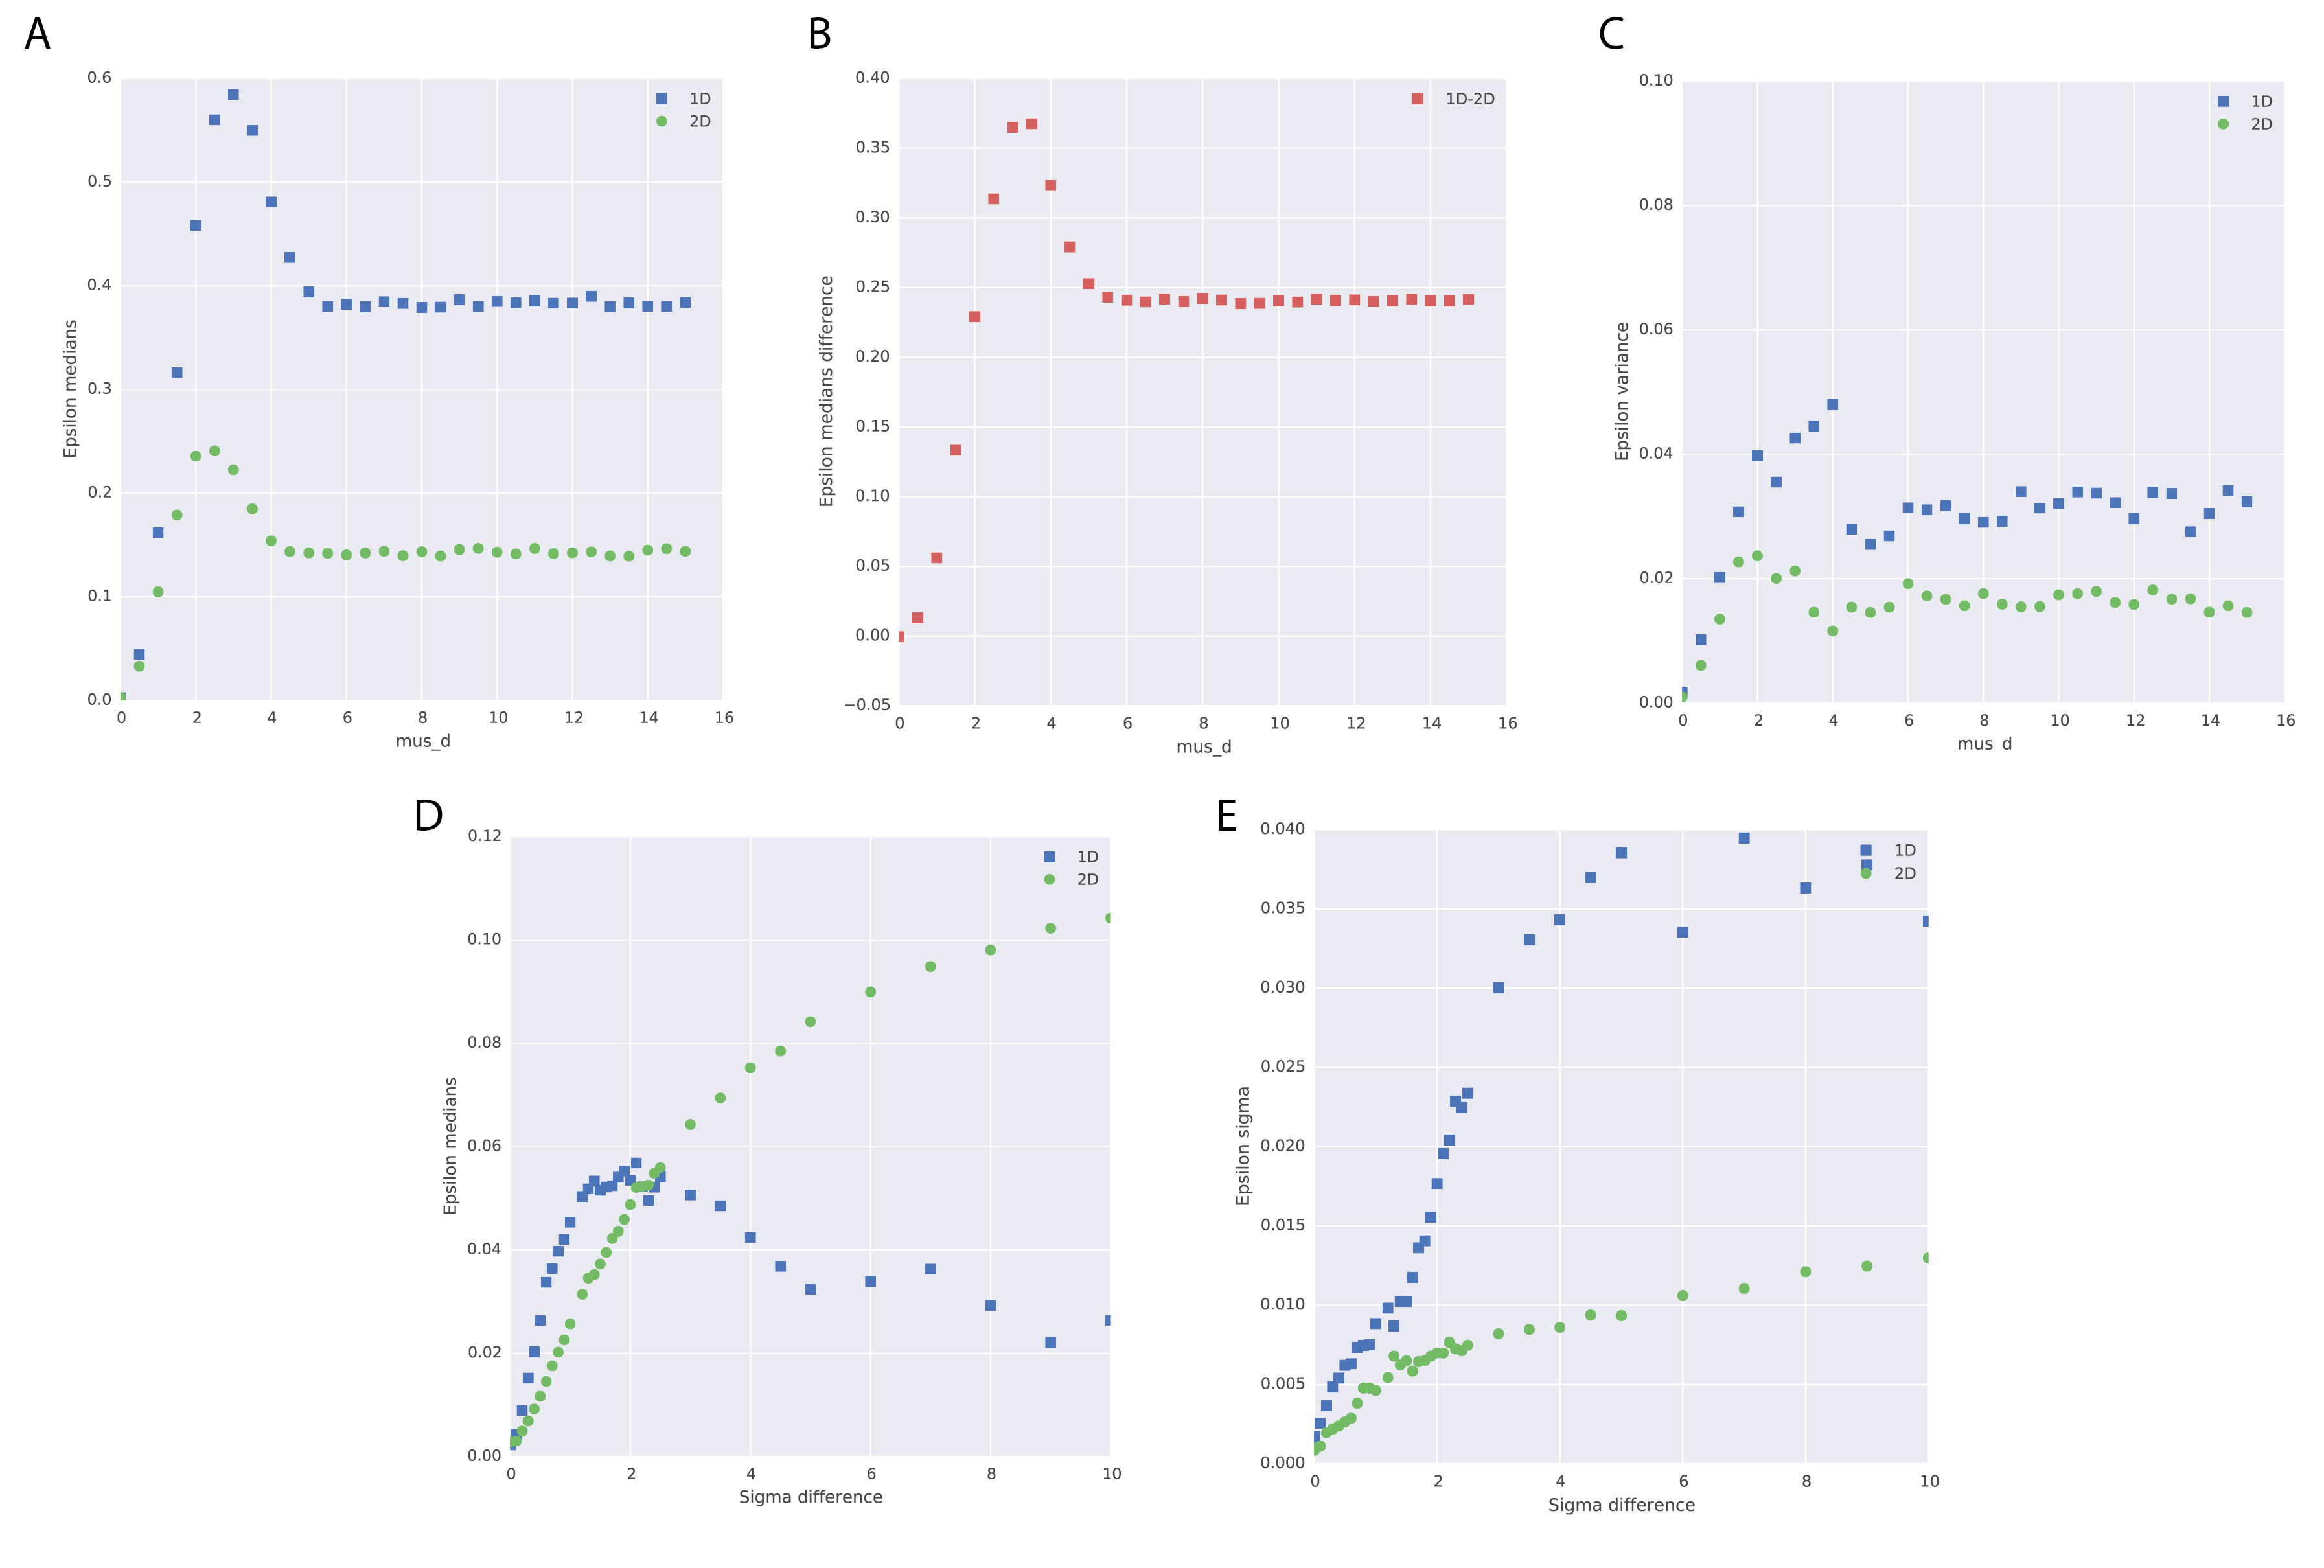 A
0.6
0.5
0.4
0.3
0.2
0.1
0.0
Epsilon medians
0 2 4 6 8 10 12 14 16
mus_d
1D
2D
B
0.40
0.35
0.30
0.25
0.20
0.15
0.10
0.05
0.00
−0.05
Epsilon medians difference
0 2 4 6 8 10 12 14 16
mus_d
1D-2D
C
0.10
0.08
0.06
0.04
0.02
0.00
Epsilon variance
0 2 4 6 8 10 12 14 16
mus d
1D
2D
D
0.12
0.10
0.08
0.06
0.04
0.02
0.00
Epsilon medians
0 2 4 6 8 10
Sigma difference
1D
2D
E
0.040
0.035
0.030
0.025
0.020
0.015
0.010
0.005
0.000
Epsilon sigma
0 2 4 6 8 10
Sigma difference
1D
2D